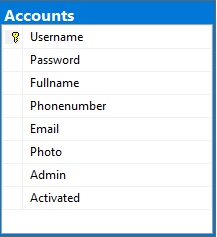 Accounts
Username
Password
Fullname
Phonenumber
Email
Photo
Admin
Activated